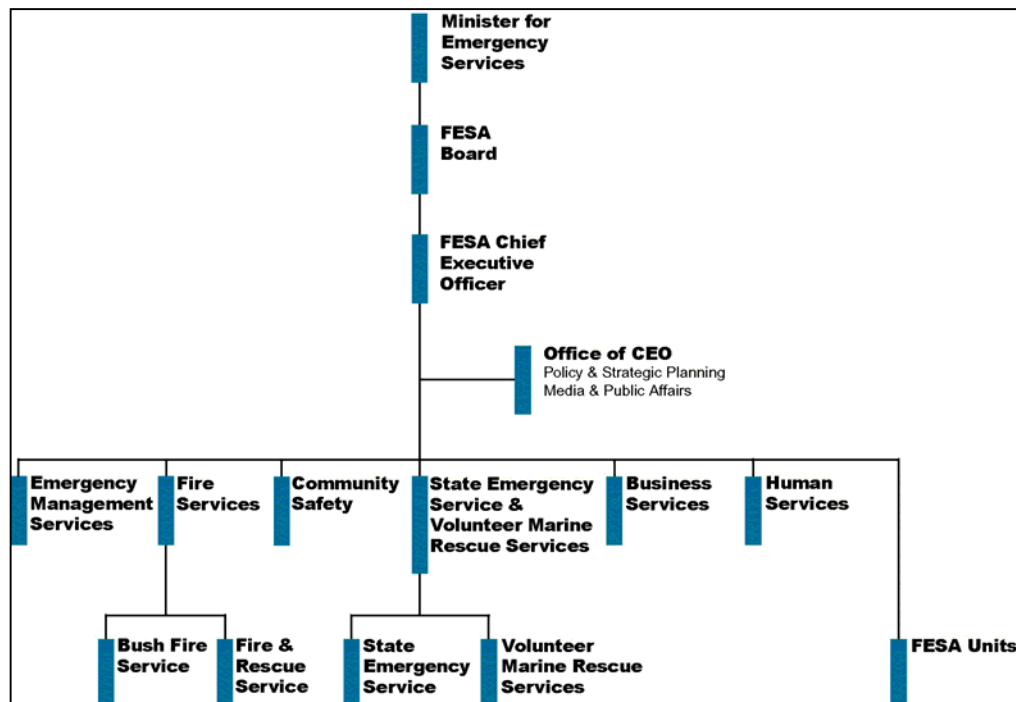 Minister for
Emergency
Services
FESA
Board
FESA Chief
Executive
Officer
Office of CEO
Policy & Strategic Planning
Media & Public Affairs
Emergency
Management
Services
Fire
Services
Community
Safety
State Emergency
Service &
Volunteer Marine
Rescue Services
Business
Services
Human
Services
Bush Fire
Service
Fire &
Rescue
Service
State
Emergency
Service
Volunteer
Marine Rescue
Services
FESA Units